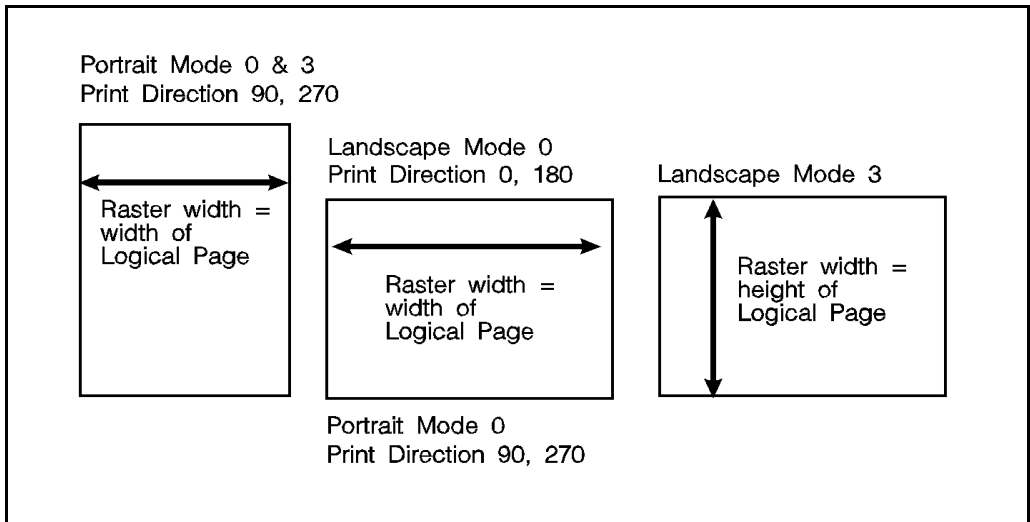 Portrait Mode 0 & 3
Print Direction 90, 270
Raster width =
width of
Logical Page
Landscape Mode 0
Print Direction 0, 180
Raster width =
width of
Logical Page
Portrait Mode 0
Print Direction 90, 270
Landscape Mode 3
Raster width =
height of
Logical Page